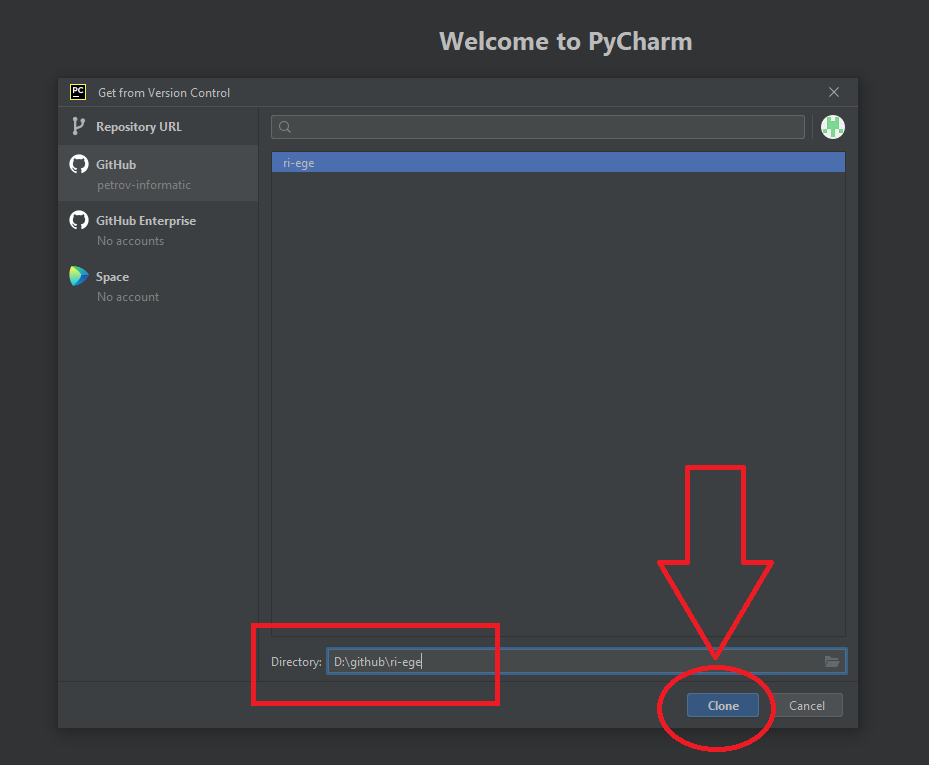 Welcome to PyCharm
PC
Get from Version Control
Repository URL
GitHub
petrov-informatic
GitHub Enterprise
No accounts
Space
No account
ri-ege
Directory: D:\github\ri-ege
Clone Cancel